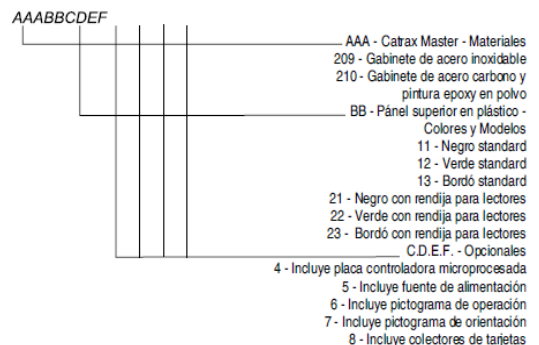 AAABBCDEF
AAA - Catrax Master - Materiales
209 - Gabinete de acero inoxidable
210 - Gabinete de acero carbono y
pintura epoxy en polvo
BB - Pánel superior en plástico -
Colores y Modelos
11 - Negro standard
12 - Verde standard
13 - Bordó standard
21 - Negro con rendija para lectores
22 - Verde con rendija para lectores
23 - Bordó con rendija para lectores
C.D.E.F. - Opcionales
4 - Incluye placa controladora microprocesada
5 - Incluye fuente de alimentación
6 - Incluye pictograma de operación
7 - Incluye pictograma de orientación
8 - Incluye colectores de tarjetas